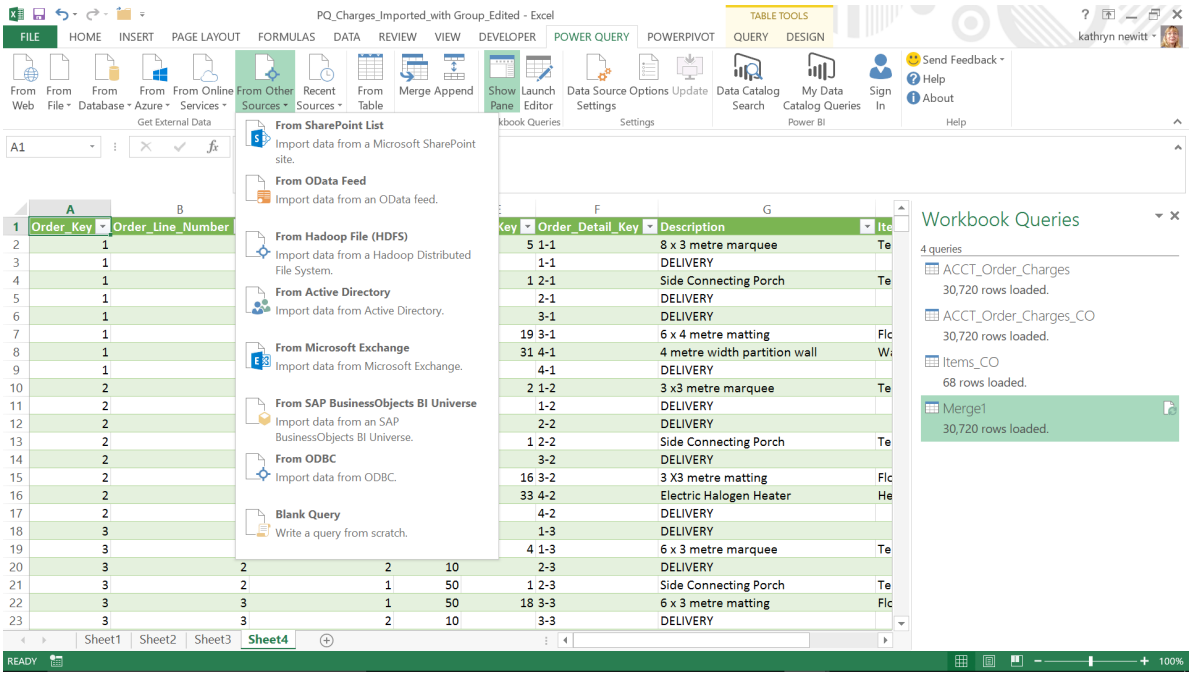 PQ_Charges_Imported_with Group_Edited - Excel
TABLE TOOLS
?
FILE HOME INSERT PAGE LAYOUT FORMULAS DATA REVIEW VIEW DEVELOPER POWER QUERY POWERPIVOT QUERY DESIGN
kathryn newitt
From Web
From File
From Database
From Azure
From Online Services
From Other Sources
Recent Sources
From Table
Merge Append
Show Pane
Launch Editor
Data Source Settings
Options Update
Data Catalog Search
My Data Catalog Queries
Sign In
Send Feedback
Help
About
Get External Data
kbook Queries
Settings
Power BI
Help
A1
fx
From SharePoint List
Import data from a Microsoft SharePoint
site.
From OData Feed
Import data from an OData feed.
From Hadoop File (HDFS)
Import data from a Hadoop Distributed
File System.
From Active Directory
Import data from Active Directory.
From Microsoft Exchange
Import data from Microsoft Exchange.
From SAP BusinessObjects BI Universe
Import data from an SAP
BusinessObjects BI Universe.
From ODBC
Import data from ODBC.
Blank Query
Write a query from scratch.
A B E F G
1 Order_Key Order_Line_Number Key Order_Detail_Key Description Ite
2 1 5 1-1 8 x 3 metre marquee Te
3 1 1-1 DELIVERY
4 1 1 2-1 Side Connecting Porch Te
5 1 2-1 DELIVERY
6 1 3-1 DELIVERY
7 1 19 3-1 6 x 4 metre matting Flo
8 1 31 4-1 4 metre width partition wall Wa
9 1 4-1 DELIVERY
10 2 2 1-2 3 x3 metre marquee Te
11 2 1-2 DELIVERY
12 2 2-2 DELIVERY
13 2 1 2-2 Side Connecting Porch Te
14 2 3-2 DELIVERY
15 2 16 3-2 3 X3 metre matting Flo
16 2 33 4-2 Electric Halogen Heater He
17 2 4-2 DELIVERY
18 3 1-3 DELIVERY
19 3 4 1-3 6 x 3 metre marquee Te
20 3 2 2 10 2-3 DELIVERY
21 3 2 1 50 1 2-3 Side Connecting Porch Te
22 3 3 1 50 18 3-3 6 x 3 metre matting Flo
23 3 3 2 10 3-3 DELIVERY
Workbook Queries
4 queries
ACCT_Order_Charges
30,720 rows loaded.
ACCT_Order_Charges_CO
30,720 rows loaded.
Items_CO
68 rows loaded.
Merge1
30,720 rows loaded.
Sheet1 Sheet2 Sheet3 Sheet4
READY
100%